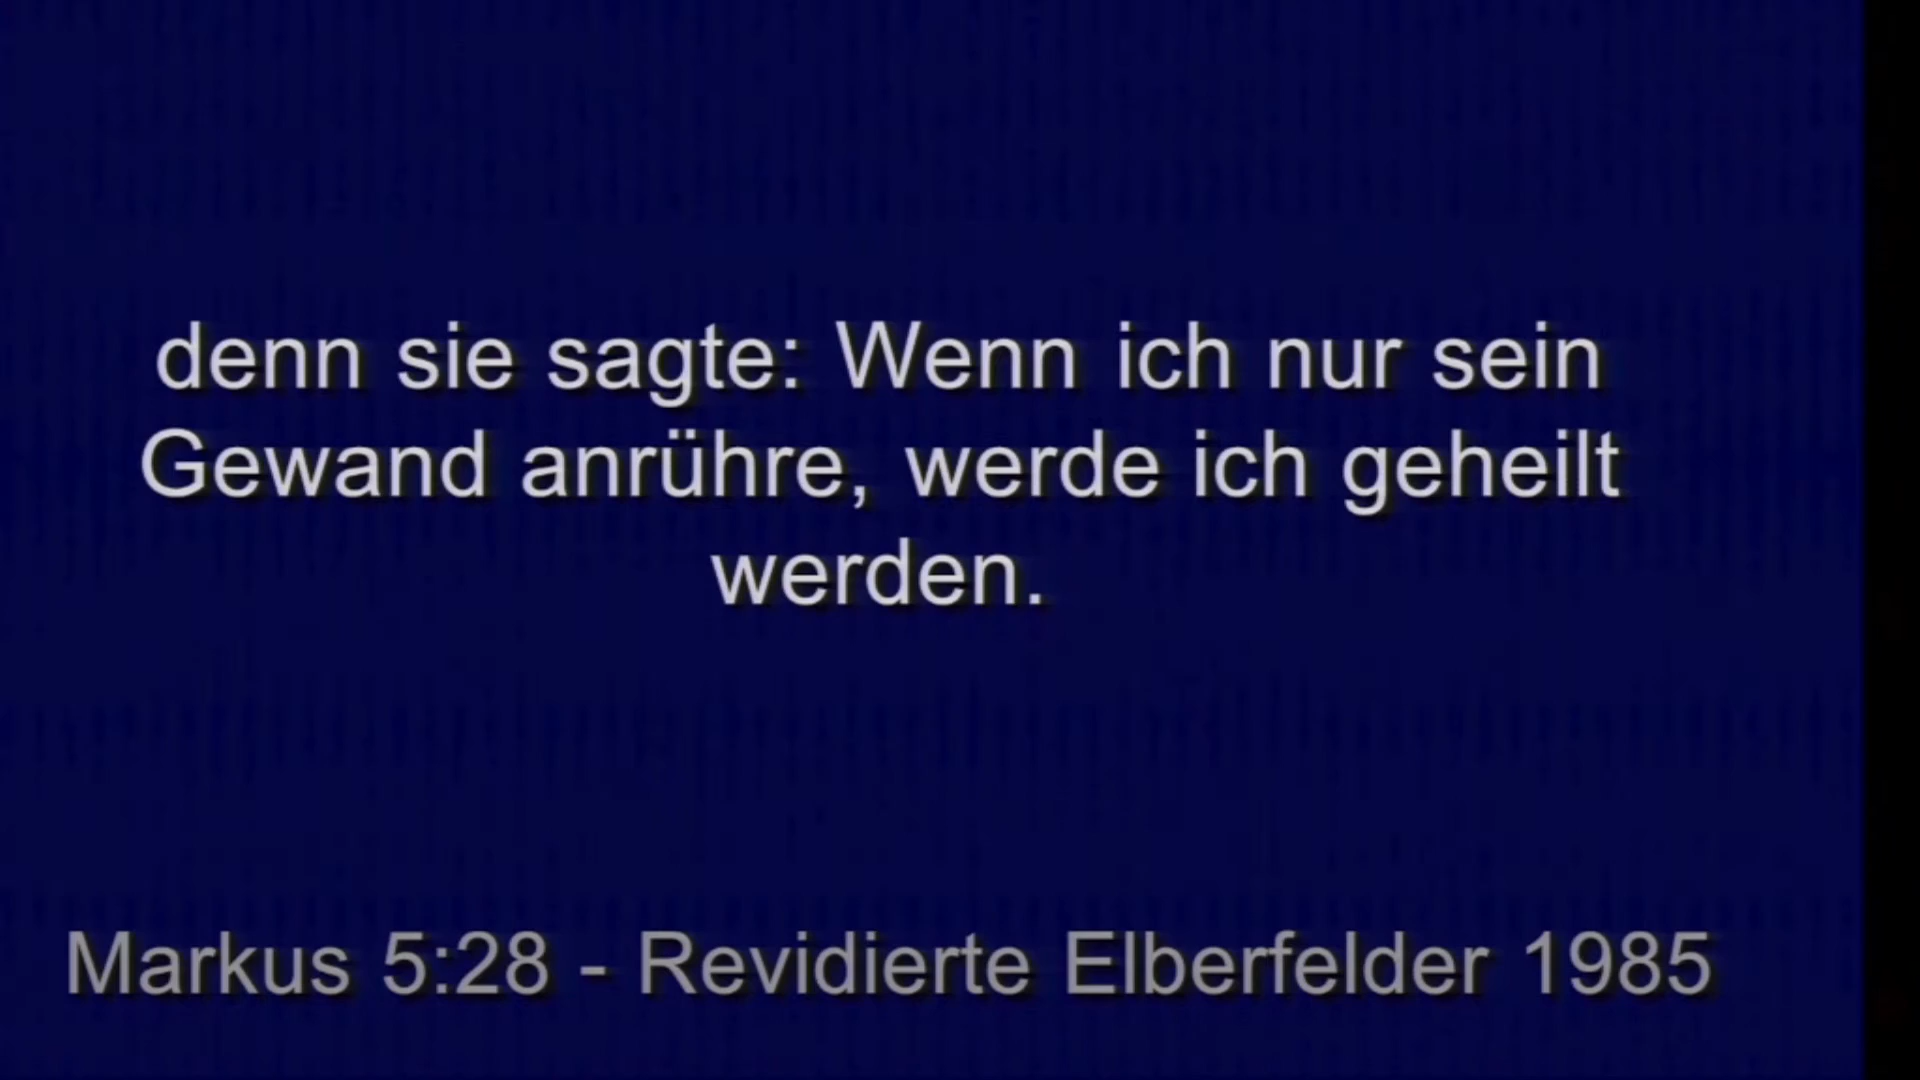 denn sie sagte: Wenn ich nur sein
Gewand anrühre, werde ich geheilt
werden.
Markus 5:28 - Revidierte Elberfelder 1985